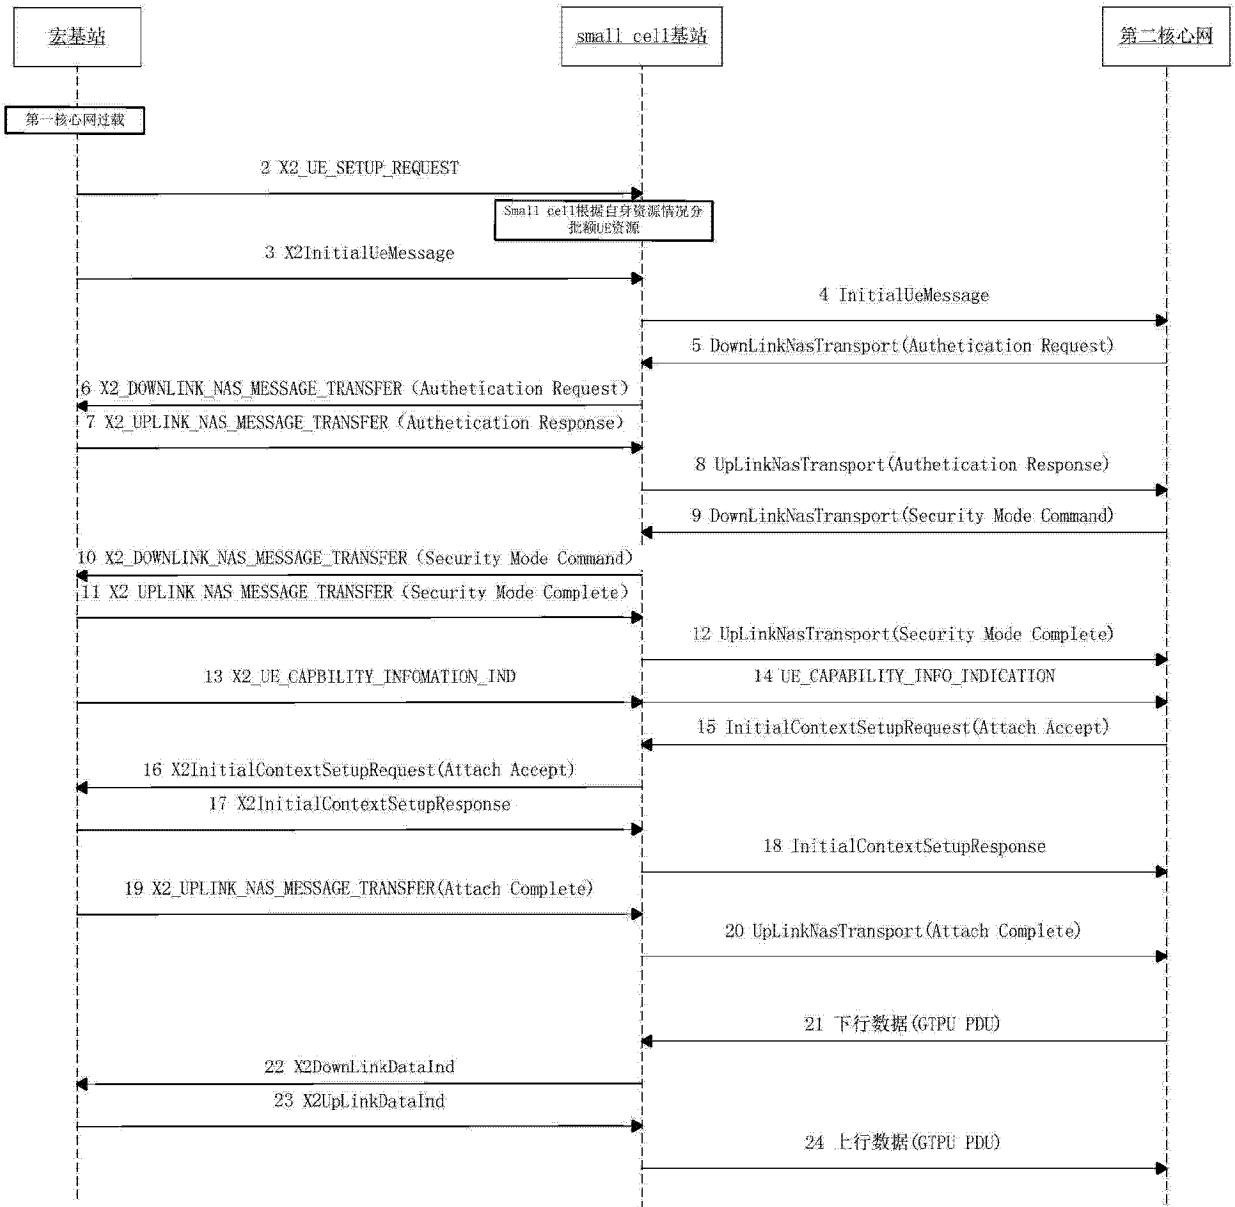 宏基站
small cell基站
第二核心网
第一核心网过载
2 X2_UE_SETUP_REQUEST
Small cell根据自身资源情况分
批额UE资源
3 X2InitialUeMessage
4 InitialUeMessage
5 DownLinkNasTransport(Authetication Request)
6 X2_DOWNLINK_NAS_MESSAGE_TRANSFER (Authetication Request)
7 X2_UPLINK_NAS_MESSAGE_TRANSFER (Authetication Response)
8 UpLinkNasTransport(Authetication Response)
9 DownLinkNasTransport(Security Mode Command)
10 X2_DOWNLINK_NAS_MESSAGE_TRANSFER (Security Mode Command)
11 X2 UPLINK NAS MESSAGE TRANSFER (Security Mode Complete)
12 UpLinkNasTransport(Security Mode Complete)
13 X2_UE_CAPBILITY_INFOMATION_IND
14 UE_CAPABILITY_INFO_INDICATION
15 InitialContextSetupRequest(Attach Accept)
16 X2InitialContextSetupRequest(Attach Accept)
17 X2InitialContextSetupResponse
18 InitialContextSetupResponse
19 X2_UPLINK_NAS_MESSAGE_TRANSFER(Attach Complete)
20 UpLinkNasTransport(Attach Complete)
21 下行数据(GTPU PDU)
22 X2DownLinkDataInd
23 X2UpLinkDataInd
24 上行数据(GTPU PDU)